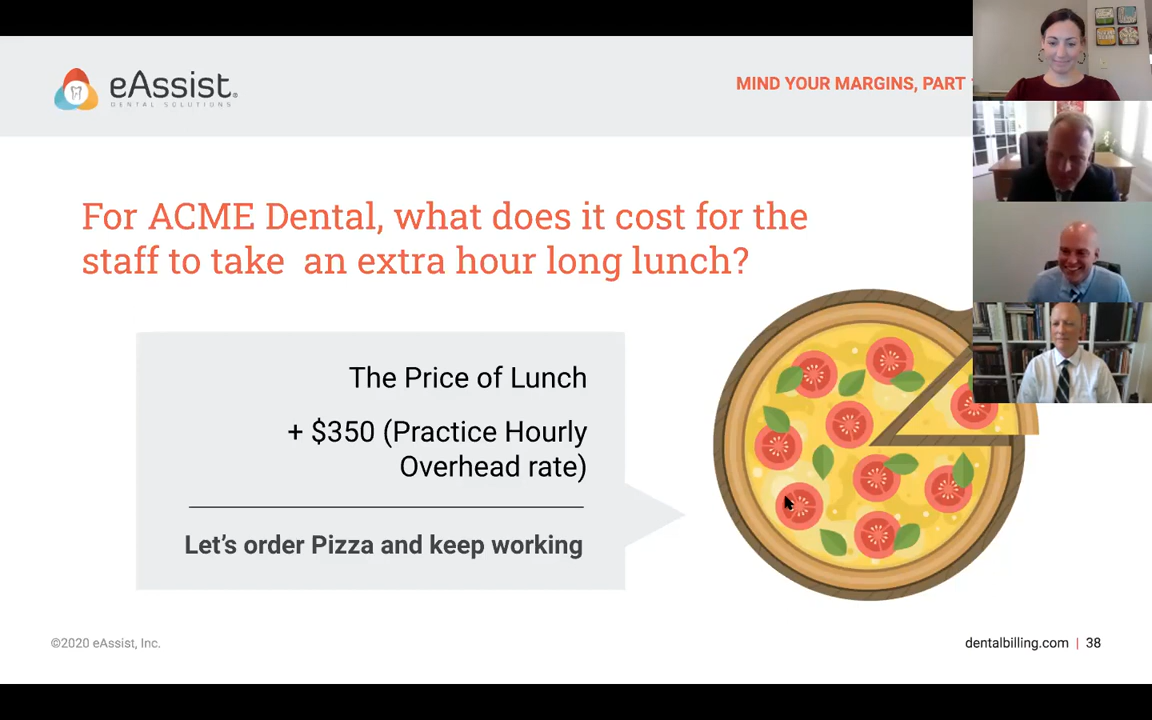 eAssist®
DENTAL SOLUTIONS
MIND YOUR MARGINS, PART
For ACME Dental, what does it cost for the
staff to take an extra hour long lunch?
The Price of Lunch
+ $350 (Practice Hourly
Overhead rate)
Let's order Pizza and keep working
©2020 eAssist, Inc.
dentalbilling.com | 38